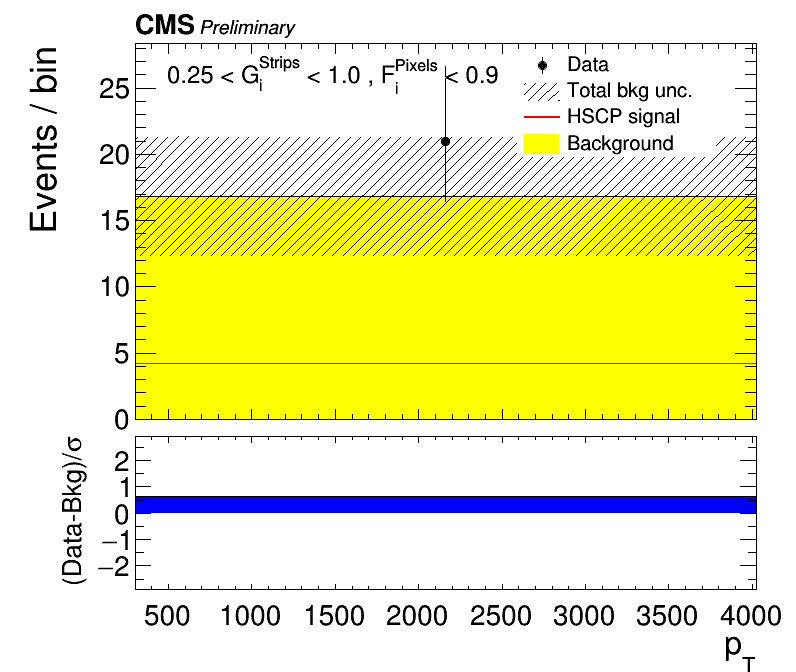 CMS Preliminary
0.25 < G_i^Strips < 1.0 , F_i^Pixels < 0.9
Data
Total bkg unc.
HSCP signal
Background
Events / bin
25
20
15
10
5
0
(Data-Bkg)/σ
2
1
0
−1
−2
500 1000 1500 2000 2500 3000 3500 4000
p_T